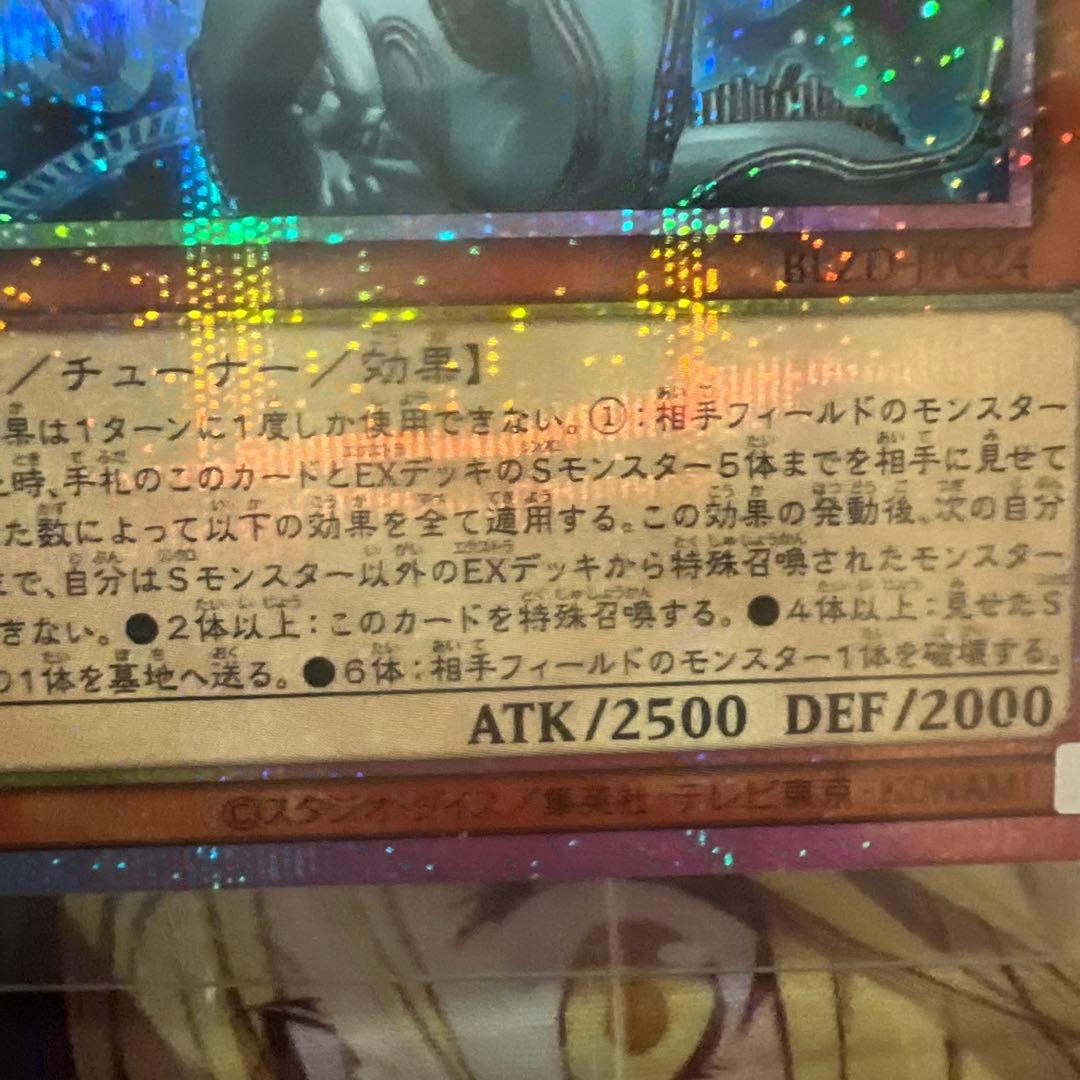 BLZD-JP024
／チューナー／効果】
果は1ターンに1度しか使用できない。①：相手フィールドのモンスター
時、手札のこのカードとEXデッキのSモンスター5体までを相手に見せて
た数によって以下の効果を全て適用する。この効果の発動後、次の自分
で、自分はSモンスター以外のEXデッキから特殊召喚されたモンスター
きない。●2体以上：このカードを特殊召喚する。●4体以上：見せたS
の1体を墓地へ送る。●6体：相手フィールドのモンスター1体を破壊する。
ATK/2500 DEF/2000
©スタジオ・ダイス／集英社・テレビ東京・KONAMI